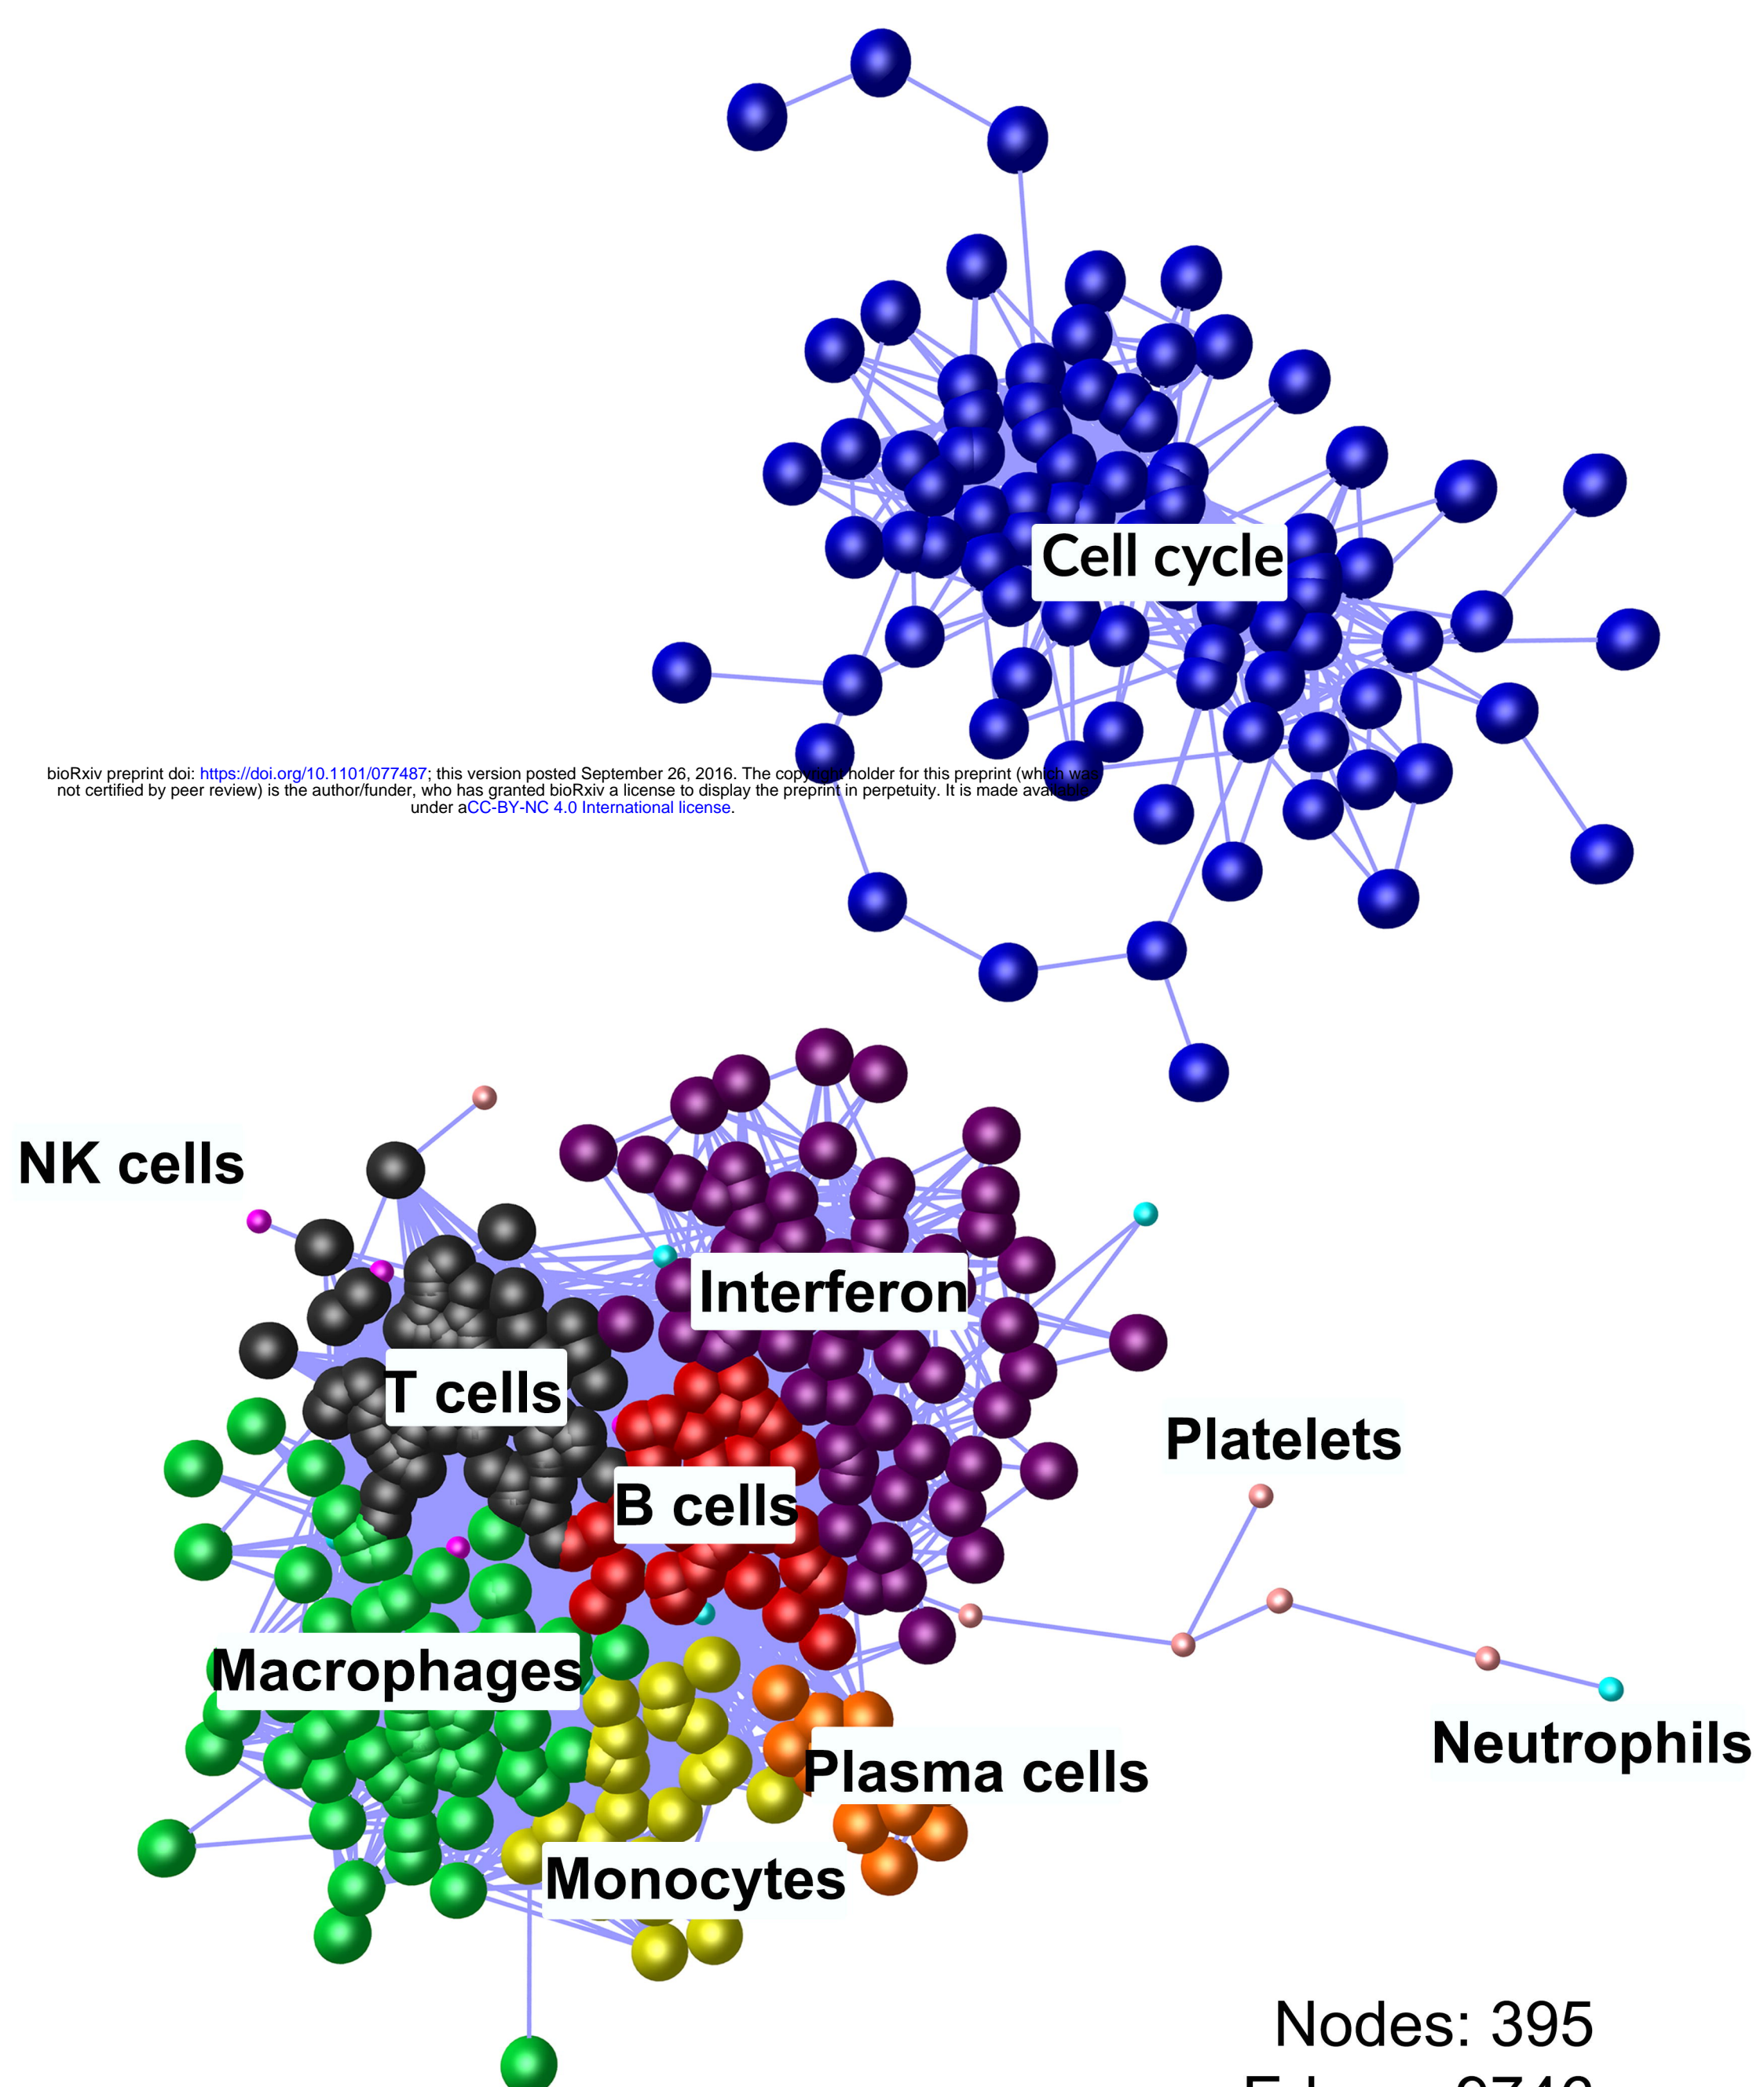 Cell cycle
bioRxiv preprint doi: https://doi.org/10.1101/077487; this version posted September 26, 2016. The copyright holder for this preprint (which was
not certified by peer review) is the author/funder, who has granted bioRxiv a license to display the preprint in perpetuity. It is made available
under aCC-BY-NC 4.0 International license.
NK cells
Interferon
T cells
Platelets
B cells
Macrophages
Neutrophils
Plasma cells
Monocytes
Nodes: 395